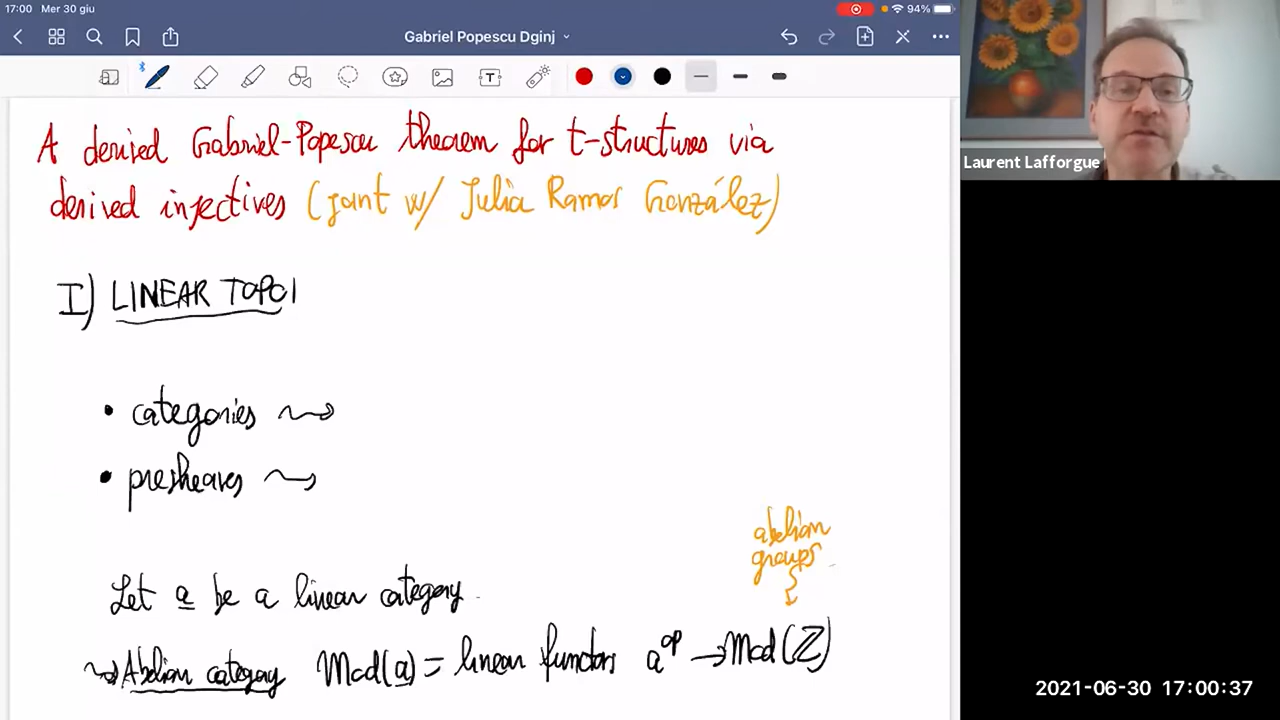 17:00 Mer 30 giu
94%
Gabriel Popescu Dginj
A derived Gabriel-Popescu theorem for t-structures via
derived injectives (joint w/ Julia Ramos González)
I) LINEAR TOPOI
• categories ⇝
• presheaves ⇝
abelian
groups
Let a be a linear category.
⇝ Abelian category Mod(a) = linear functors a^op → Mod(ℤ)
Laurent Lafforgue
2021-06-30 17:00:37